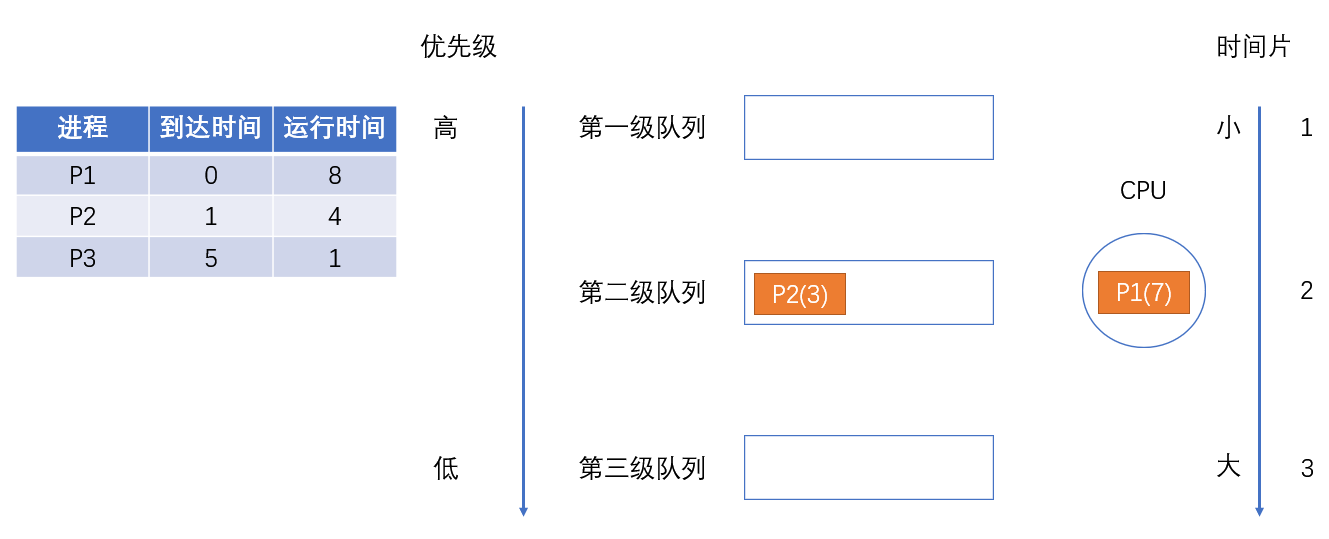 优先级
时间片
进程 到达时间 运行时间
P1 0 8
P2 1 4
P3 5 1
高 第一级队列 小 1
CPU
第二级队列 P2(3) P1(7) 2
低 第三级队列 大 3